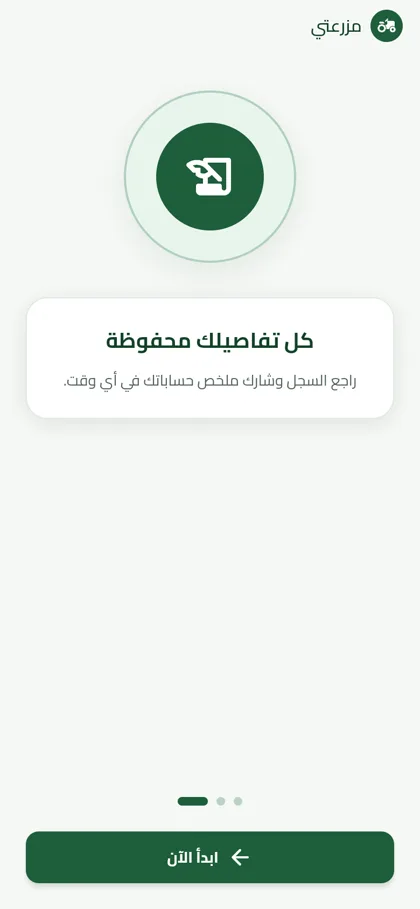 مزرعتي
كل تفاصيلك محفوظة
راجع السجل وشارك ملخص حساباتك في أي وقت.
ابدأ الآن